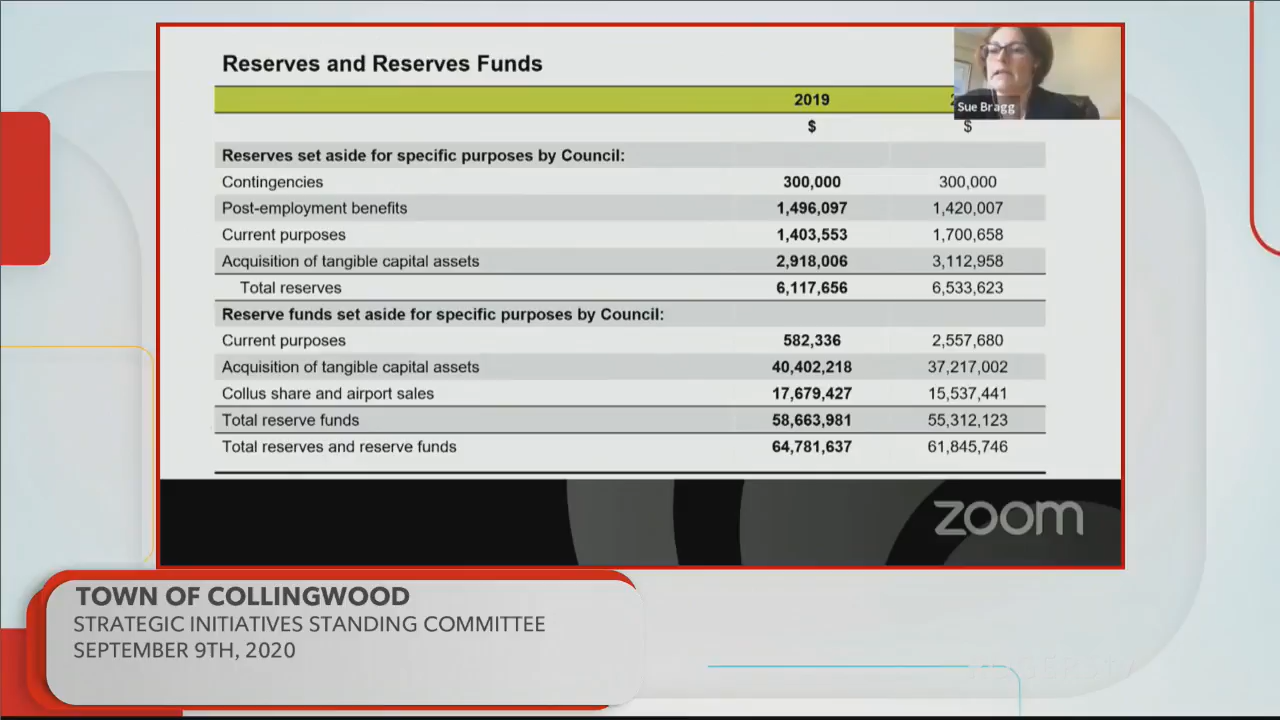 Reserves and Reserves Funds
Sue Bragg
2019
$ $
Reserves set aside for specific purposes by Council:
Contingencies 300,000 300,000
Post-employment benefits 1,496,097 1,420,007
Current purposes 1,403,553 1,700,658
Acquisition of tangible capital assets 2,918,006 3,112,958
Total reserves 6,117,656 6,533,623
Reserve funds set aside for specific purposes by Council:
Current purposes 582,336 2,557,680
Acquisition of tangible capital assets 40,402,218 37,217,002
Collus share and airport sales 17,679,427 15,537,441
Total reserve funds 58,663,981 55,312,123
Total reserves and reserve funds 64,781,637 61,845,746
zoom
TOWN OF COLLINGWOOD
STRATEGIC INITIATIVES STANDING COMMITTEE
SEPTEMBER 9TH, 2020